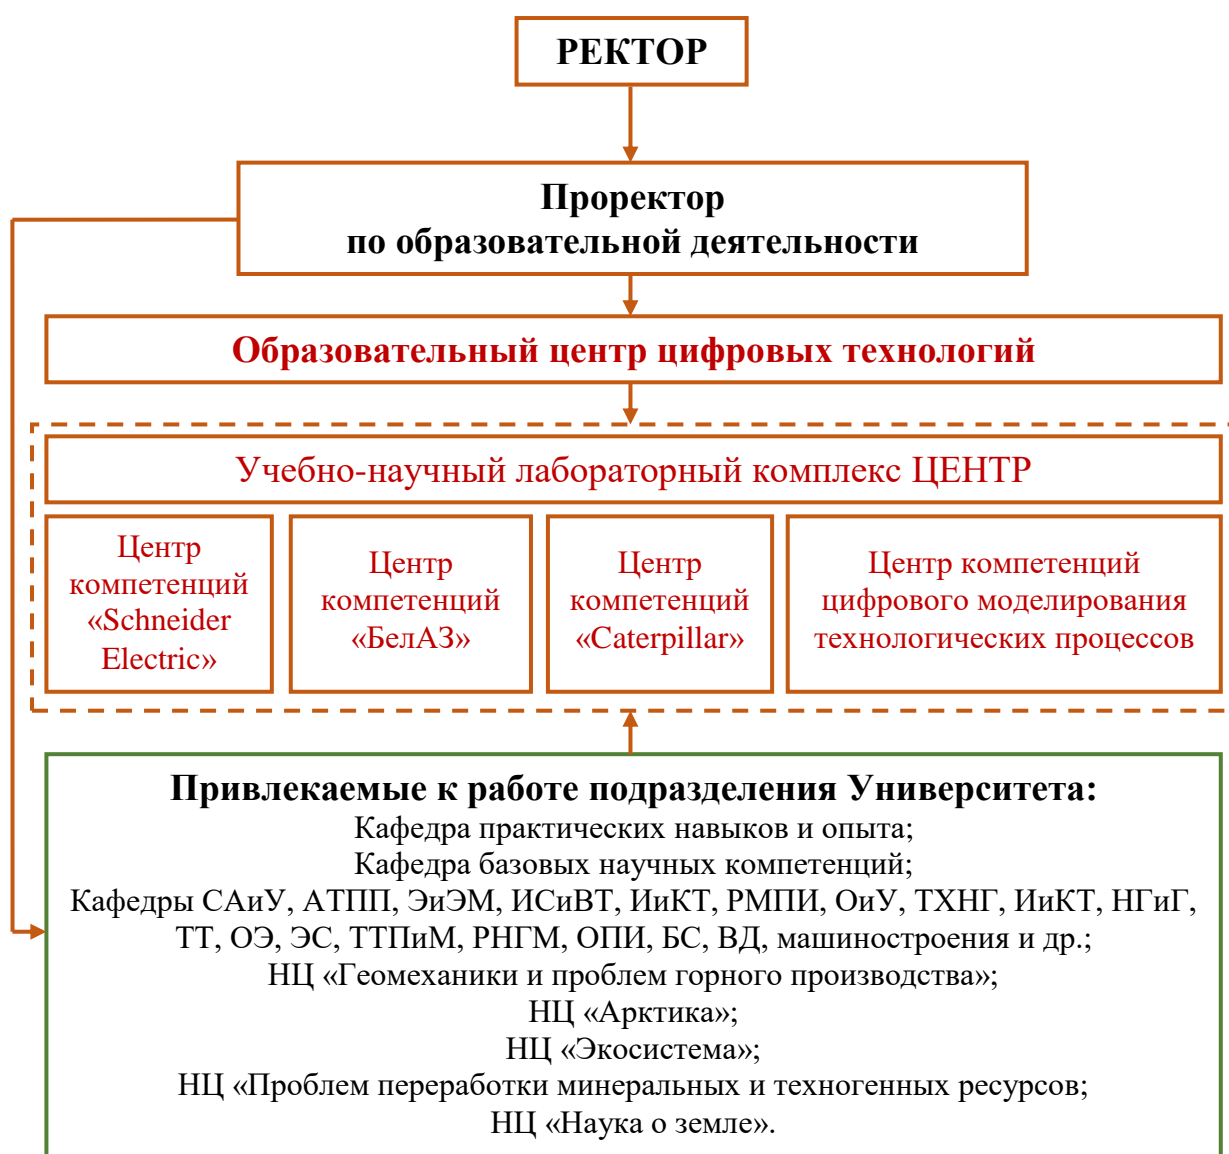 РЕКТОР
Проректор
по образовательной деятельности
Образовательный центр цифровых технологий
Учебно-научный лабораторный комплекс ЦЕНТР
Центр
компетенций
«Schneider
Electric»
Центр
компетенций
«БелАЗ»
Центр
компетенций
«Caterpillar»
Центр компетенций
цифрового моделирования
технологических процессов
Привлекаемые к работе подразделения Университета:
Кафедра практических навыков и опыта;
Кафедра базовых научных компетенций;
Кафедры САиУ, АТПП, ЭиЭМ, ИСиВТ, ИиКТ, РМПИ, ОиУ, ТХНГ, ИиКТ, НГиГ,
ТТ, ОЭ, ЭС, ТТПиМ, РНГМ, ОПИ, БС, ВД, машиностроения и др.;
НЦ «Геомеханики и проблем горного производства»;
НЦ «Арктика»;
НЦ «Экосистема»;
НЦ «Проблем переработки минеральных и техногенных ресурсов;
НЦ «Наука о земле».